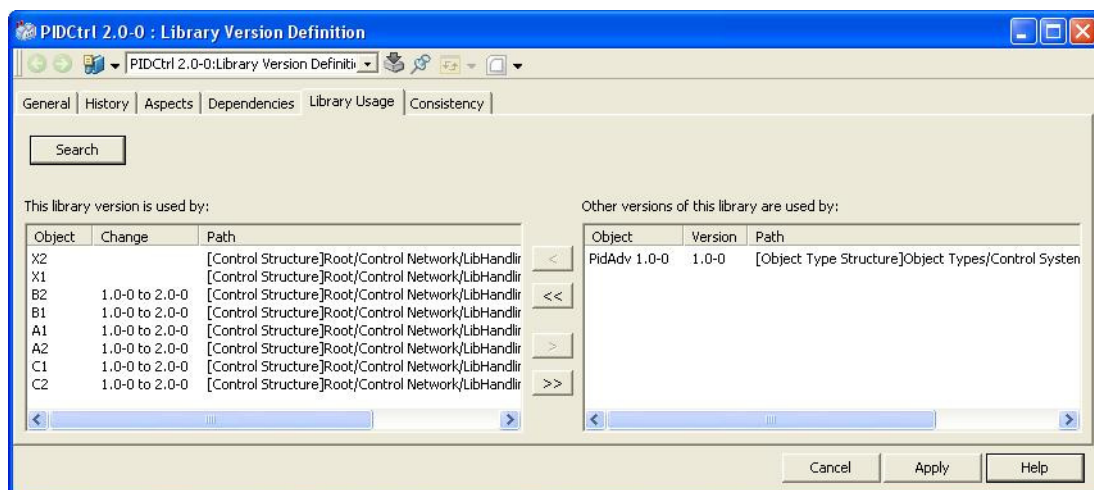 PIDCtrl 2.0-0 : Library Version Definition
PIDCtrl 2.0-0:Library Version Definiti
General History Aspects Dependencies Library Usage Consistency
Search
This library version is used by:
Object Change Path
X2 [Control Structure]Root/Control Network/LibHandlir
X1 [Control Structure]Root/Control Network/LibHandlir
B2 1.0-0 to 2.0-0 [Control Structure]Root/Control Network/LibHandlir
B1 1.0-0 to 2.0-0 [Control Structure]Root/Control Network/LibHandlir
A1 1.0-0 to 2.0-0 [Control Structure]Root/Control Network/LibHandlir
A2 1.0-0 to 2.0-0 [Control Structure]Root/Control Network/LibHandlir
C1 1.0-0 to 2.0-0 [Control Structure]Root/Control Network/LibHandlir
C2 1.0-0 to 2.0-0 [Control Structure]Root/Control Network/LibHandlir
<
<<
>
>>
Other versions of this library are used by:
Object Version Path
PidAdv 1.0-0 1.0-0 [Object Type Structure]Object Types/Control System
Cancel Apply Help